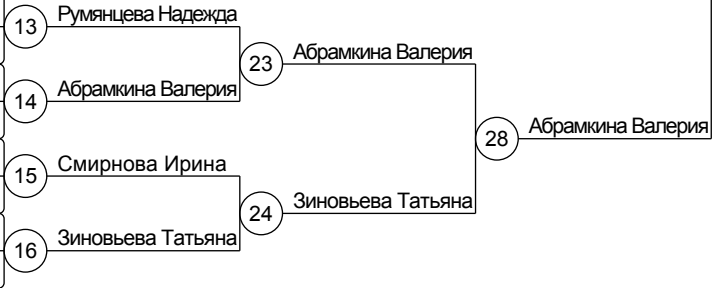 13 Румянцева Надежда
23 Абрамкина Валерия
14 Абрамкина Валерия
28 Абрамкина Валерия
15 Смирнова Ирина
24 Зиновьева Татьяна
16 Зиновьева Татьяна